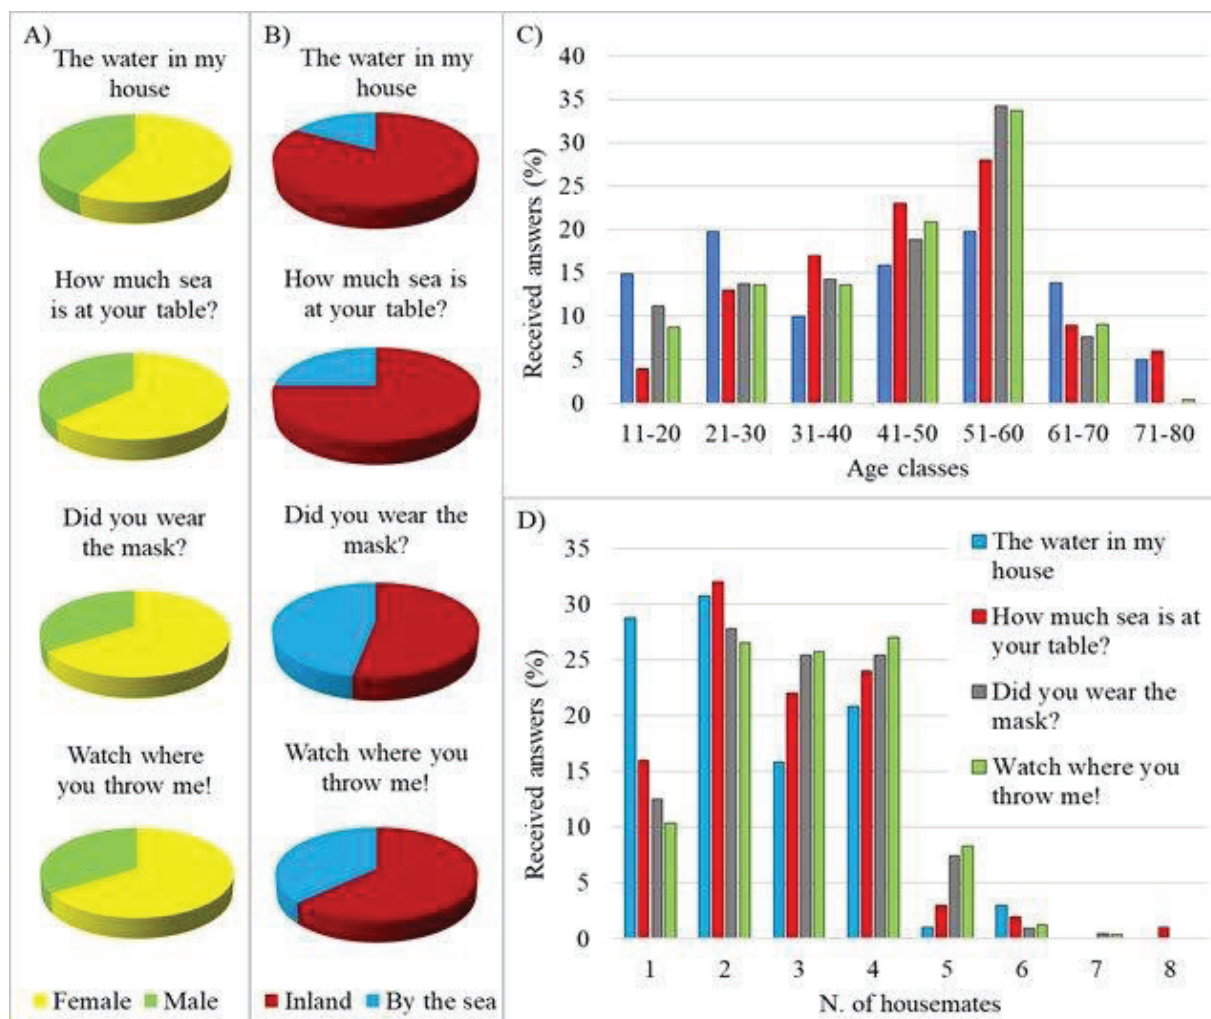 A)
The water in my
house
How much sea
is at your table?
Did you wear
the mask?
Watch where
you throw me!
Female Male
B)
The water in my
house
How much sea is
at your table?
Did you wear the
mask?
Watch where you
throw me!
Inland By the sea
C)
Received answers (%)
40
35
30
25
20
15
10
5
0
11-20 21-30 31-40 41-50 51-60 61-70 71-80
Age classes
D)
Received answers (%)
35
30
25
20
15
10
5
0
1 2 3 4 5 6 7 8
N. of housemates
The water in my
house
How much sea is at
your table?
Did you wear the
mask?
Watch where you
throw me!